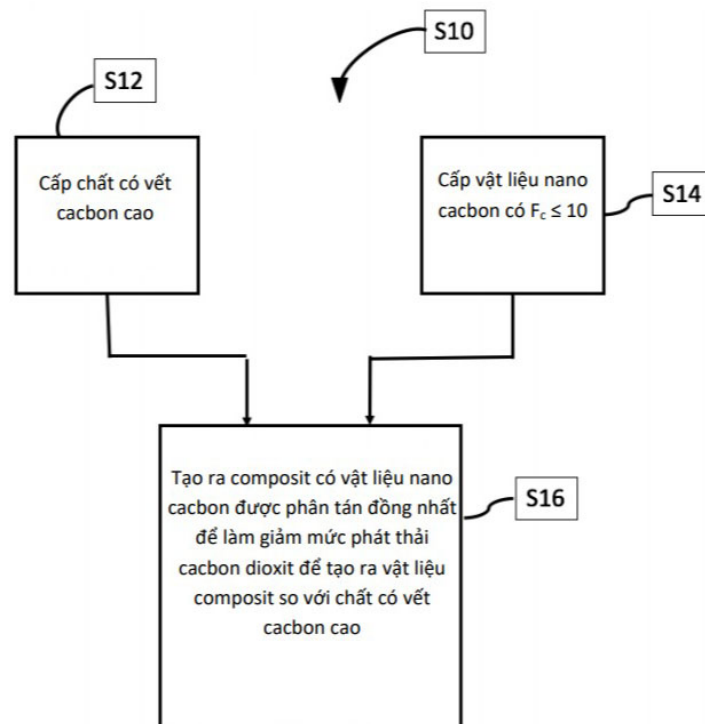 S10
S12
Cấp chất có vết
cacbon cao
Cấp vật liệu nano
cacbon có Fc ≤ 10
S14
Tạo ra composit có vật liệu nano
cacbon được phân tán đồng nhất
để làm giảm mức phát thải
cacbon dioxit để tạo ra vật liệu
composit so với chất có vết
cacbon cao
S16